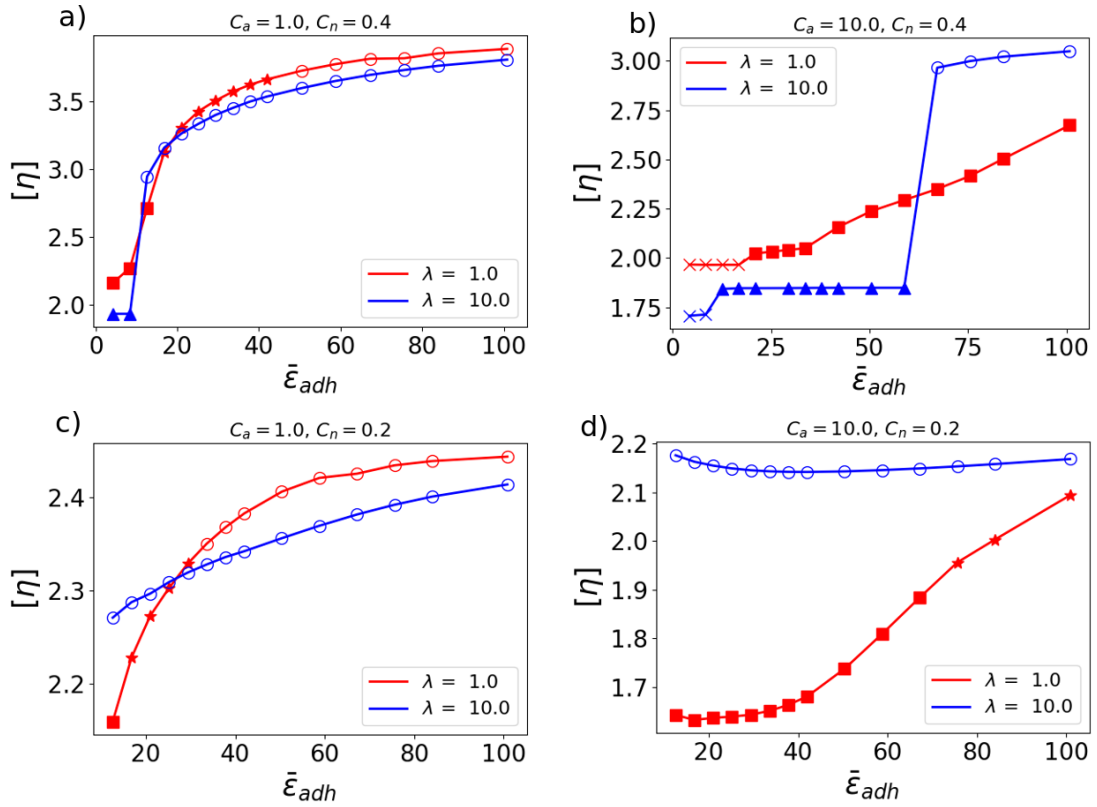 a)
C_a = 1.0, C_n = 0.4
[η]
3.5
3.0
2.5
2.0
0
20
40
60
80
100
ε̄_adh
λ = 1.0
λ = 10.0
b)
C_a = 10.0, C_n = 0.4
[η]
3.00
2.75
2.50
2.25
2.00
1.75
0
25
50
75
100
ε̄_adh
λ = 1.0
λ = 10.0
c)
C_a = 1.0, C_n = 0.2
[η]
2.4
2.3
2.2
20
40
60
80
100
ε̄_adh
λ = 1.0
λ = 10.0
d)
C_a = 10.0, C_n = 0.2
[η]
2.2
2.1
2.0
1.9
1.8
1.7
20
40
60
80
100
ε̄_adh
λ = 1.0
λ = 10.0